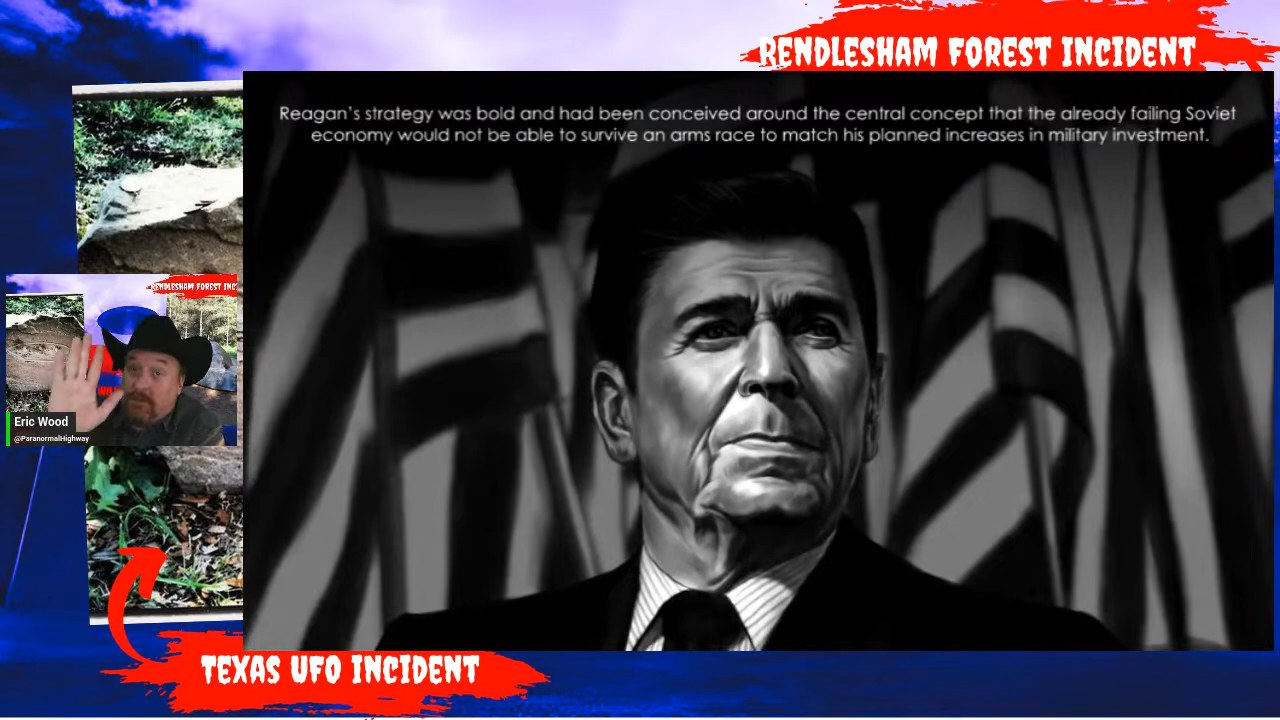 RENDLESHAM FOREST INCIDENT
Reagan's strategy was bold and had been conceived around the central concept that the already failing Soviet
economy would not be able to survive an arms race to match his planned increases in military investment.
RENDLESHAM FOREST INC
Eric Wood
@ParanormalHighway
TEXAS UFO INCIDENT